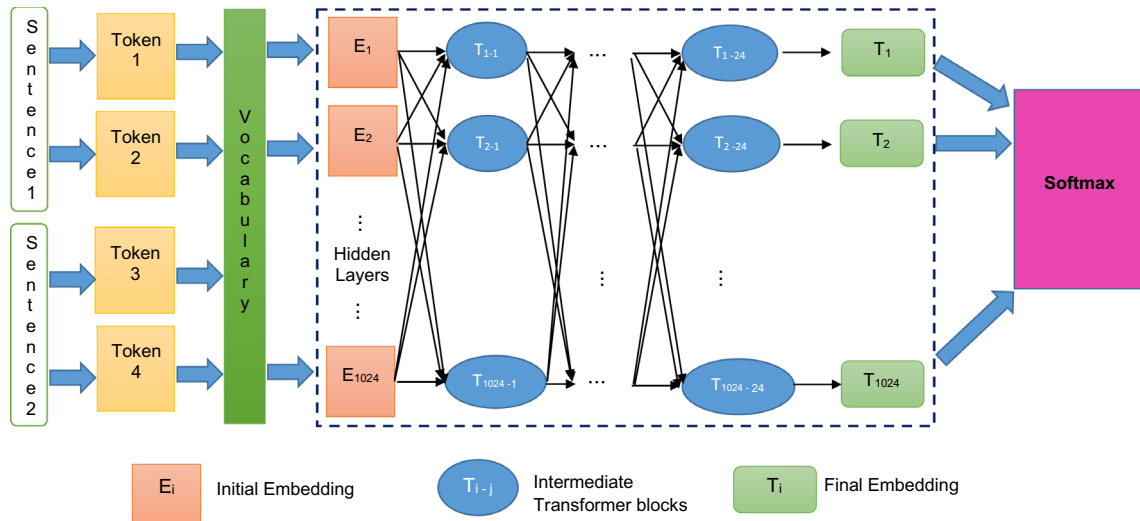 Sentence1
Sentence2
Token
1
Token
2
Token
3
Token
4
Vocabulary
E1
E2
⋮
Hidden
Layers
⋮
E1024
T1-1
T2-1
T1024 -1
...
...
⋮
...
T1 -24
T2 -24
⋮
T1024 - 24
T1
T2
T1024
Softmax
Ei
Initial Embedding
Ti - j
Intermediate
Transformer blocks
Ti
Final Embedding